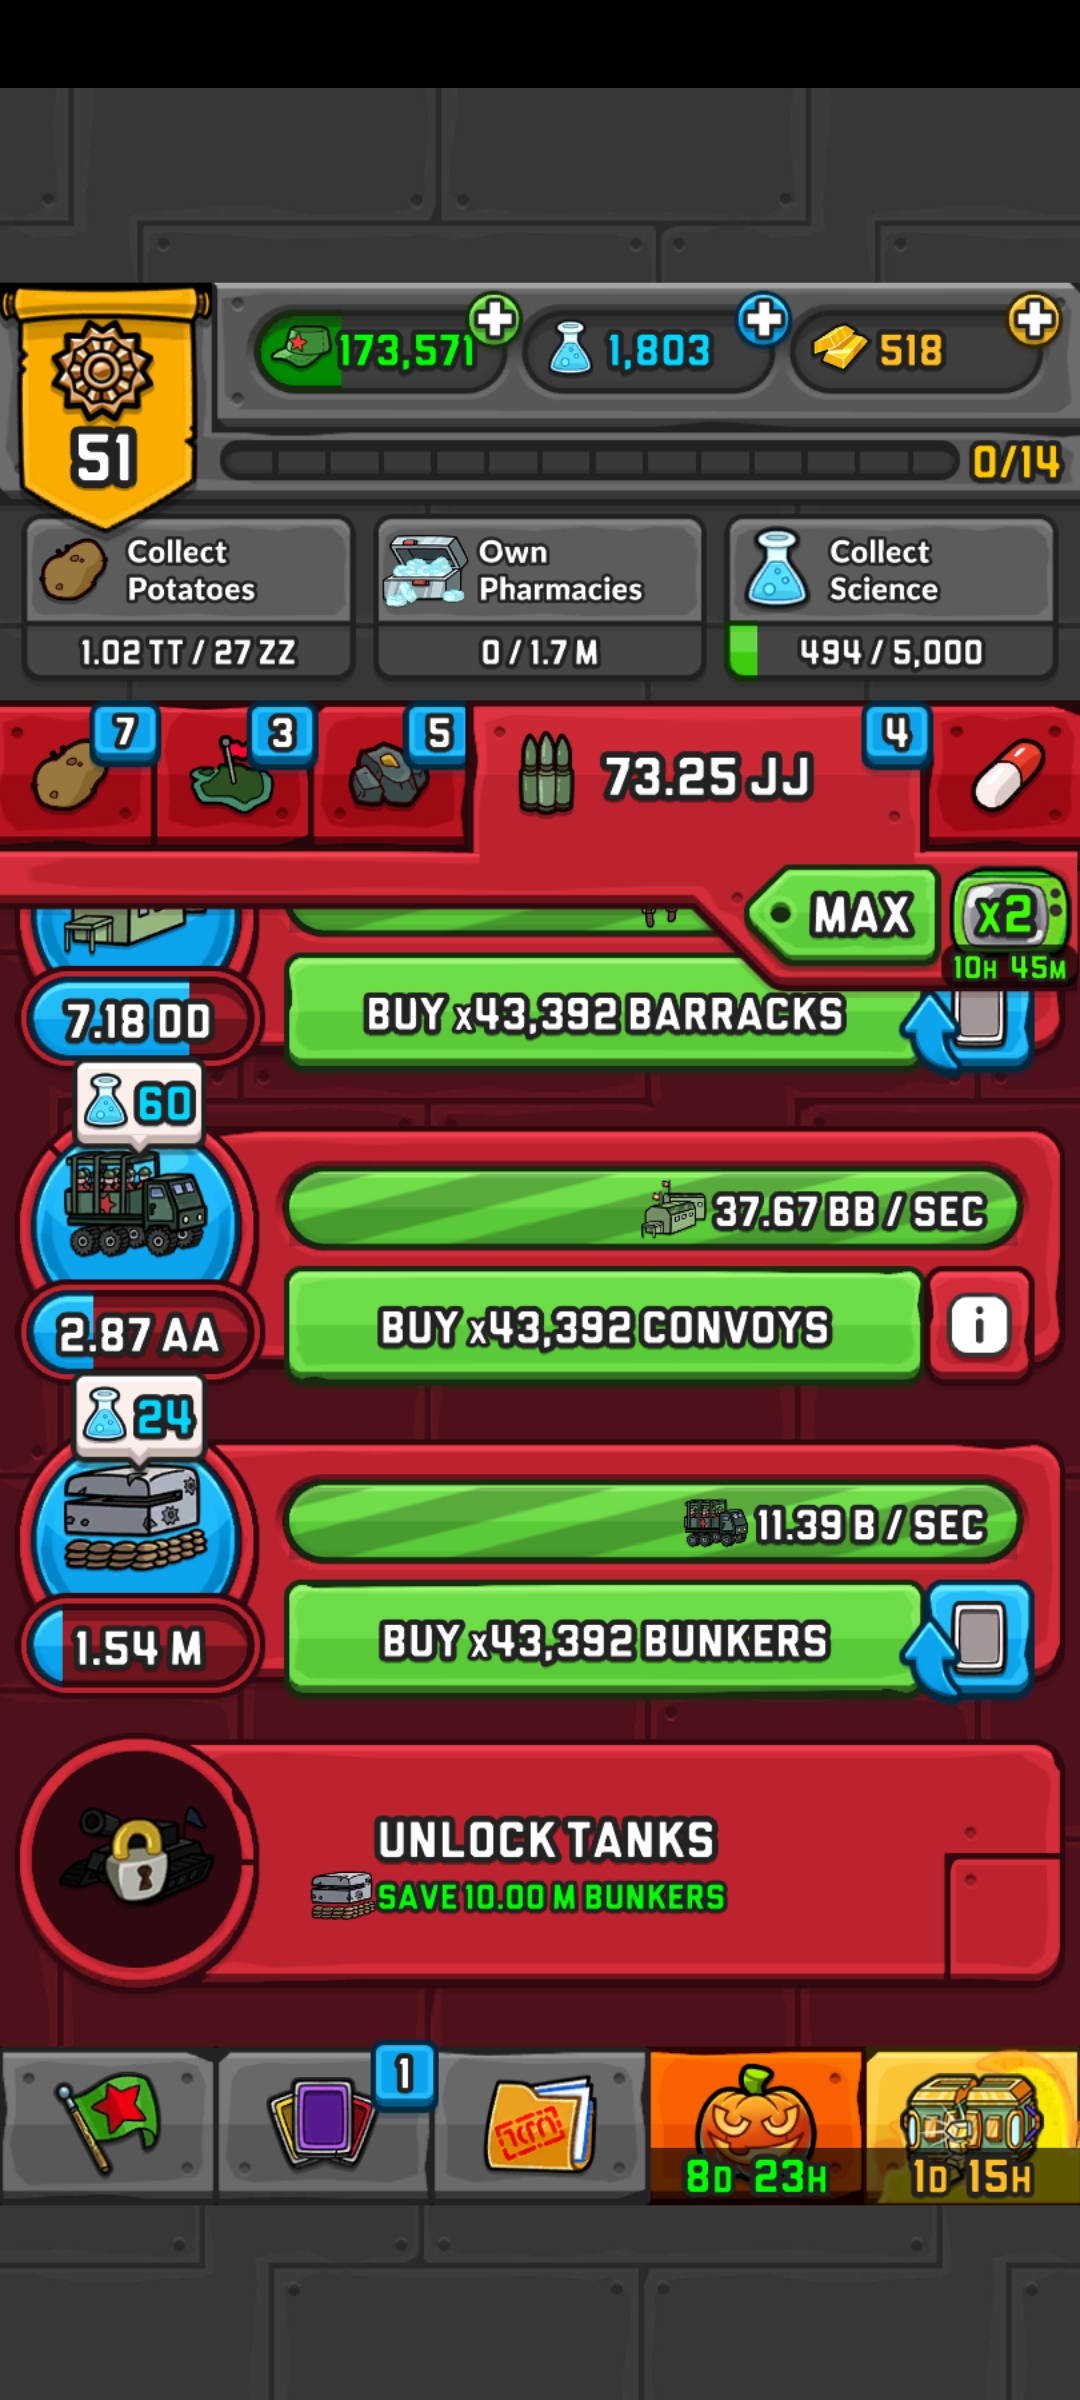 173,571
1,803
518
51
0/14
Collect
Potatoes
1.02 TT / 27 ZZ
Own
Pharmacies
0 / 1.7 M
Collect
Science
494 / 5,000
7
3
5
73.25 JJ
4
MAX
x2
10H 45M
7.18 DD
BUY x43,392 BARRACKS
60
37.67 BB / SEC
2.87 AA
BUY x43,392 CONVOYS
i
24
11.39 B / SEC
1.54 M
BUY x43,392 BUNKERS
UNLOCK TANKS
SAVE 10.00 M BUNKERS
1
8D 23H
1D 15H